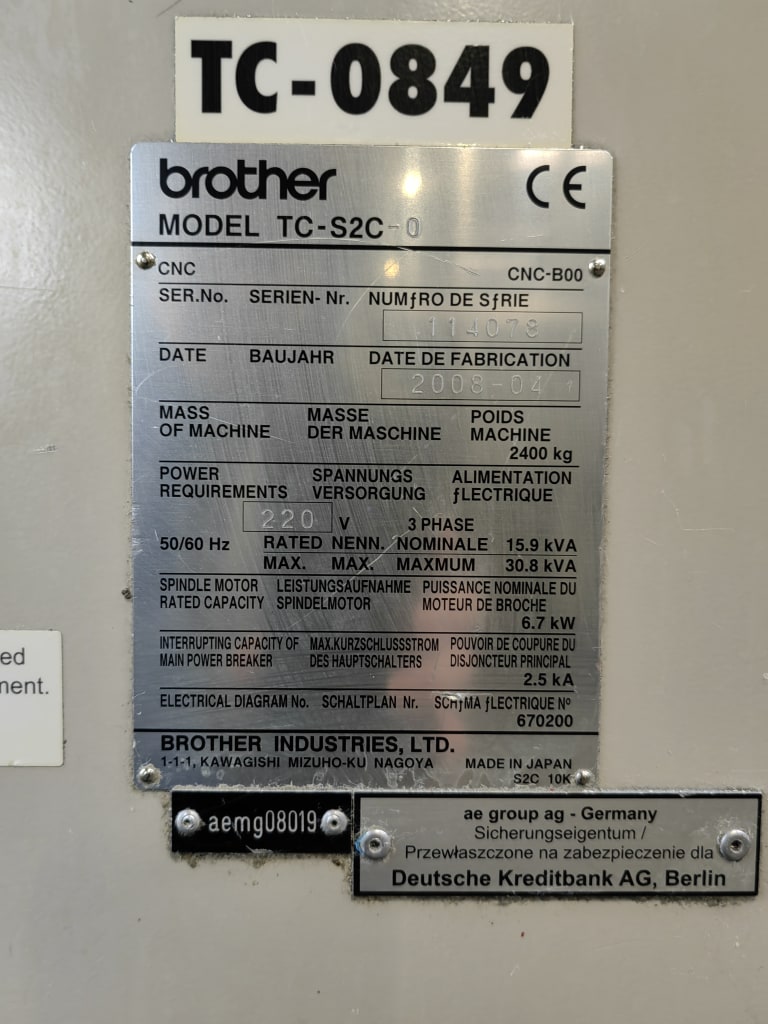 TC-0849
brother CE
MODEL TC-S2C-0
CNC CNC-B00
SER.No. SERIEN- Nr. NUMƒRO DE SƒRIE
114078
DATE BAUJAHR DATE DE FABRICATION
2008-04
MASS MASSE POIDS
OF MACHINE DER MASCHINE MACHINE
2400 kg
POWER SPANNUNGS ALIMENTATION
REQUIREMENTS VERSORGUNG ƒLECTRIQUE
220 V 3 PHASE
50/60 Hz RATED NENN. NOMINALE 15.9 kVA
MAX. MAX. MAXMUM 30.8 kVA
SPINDLE MOTOR LEISTUNGSAUFNAHME PUISSANCE NOMINALE DU
RATED CAPACITY SPINDELMOTOR MOTEUR DE BROCHE
6.7 kW
INTERRUPTING CAPACITY OF MAX.KURZSCHLUSSSTROM POUVOIR DE COUPURE DU
MAIN POWER BREAKER DES HAUPTSCHALTERS DISJONCTEUR PRINCIPAL
2.5 kA
ELECTRICAL DIAGRAM No. SCHALTPLAN Nr. SCHƒMA ƒLECTRIQUE Nº
670200
BROTHER INDUSTRIES, LTD.
1-1-1, KAWAGISHI MIZUHO-KU NAGOYA MADE IN JAPAN
S2C 10K
ed
ment.
aemg08019
ae group ag - Germany
Sicherungseigentum /
Przewłaszczone na zabezpieczenie dla
Deutsche Kreditbank AG, Berlin